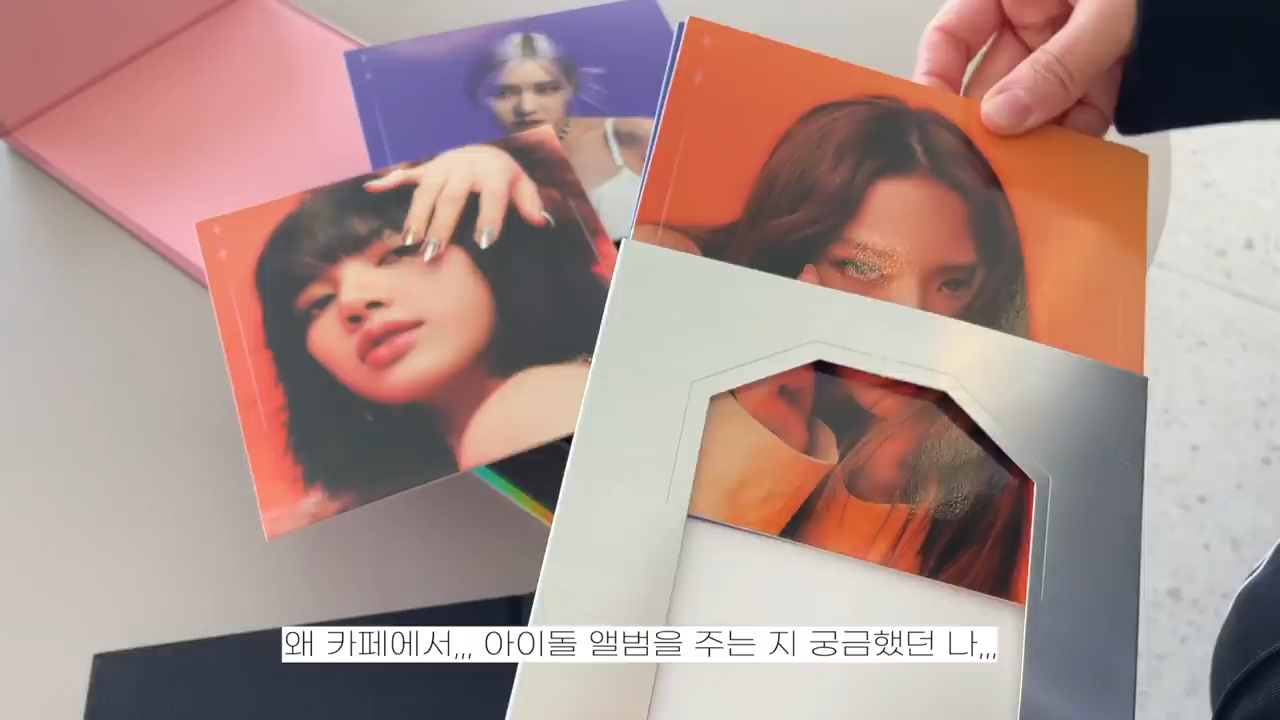 왜 카페에서,,, 아이돌 앨범을 주는 지 궁금했던 나,,,